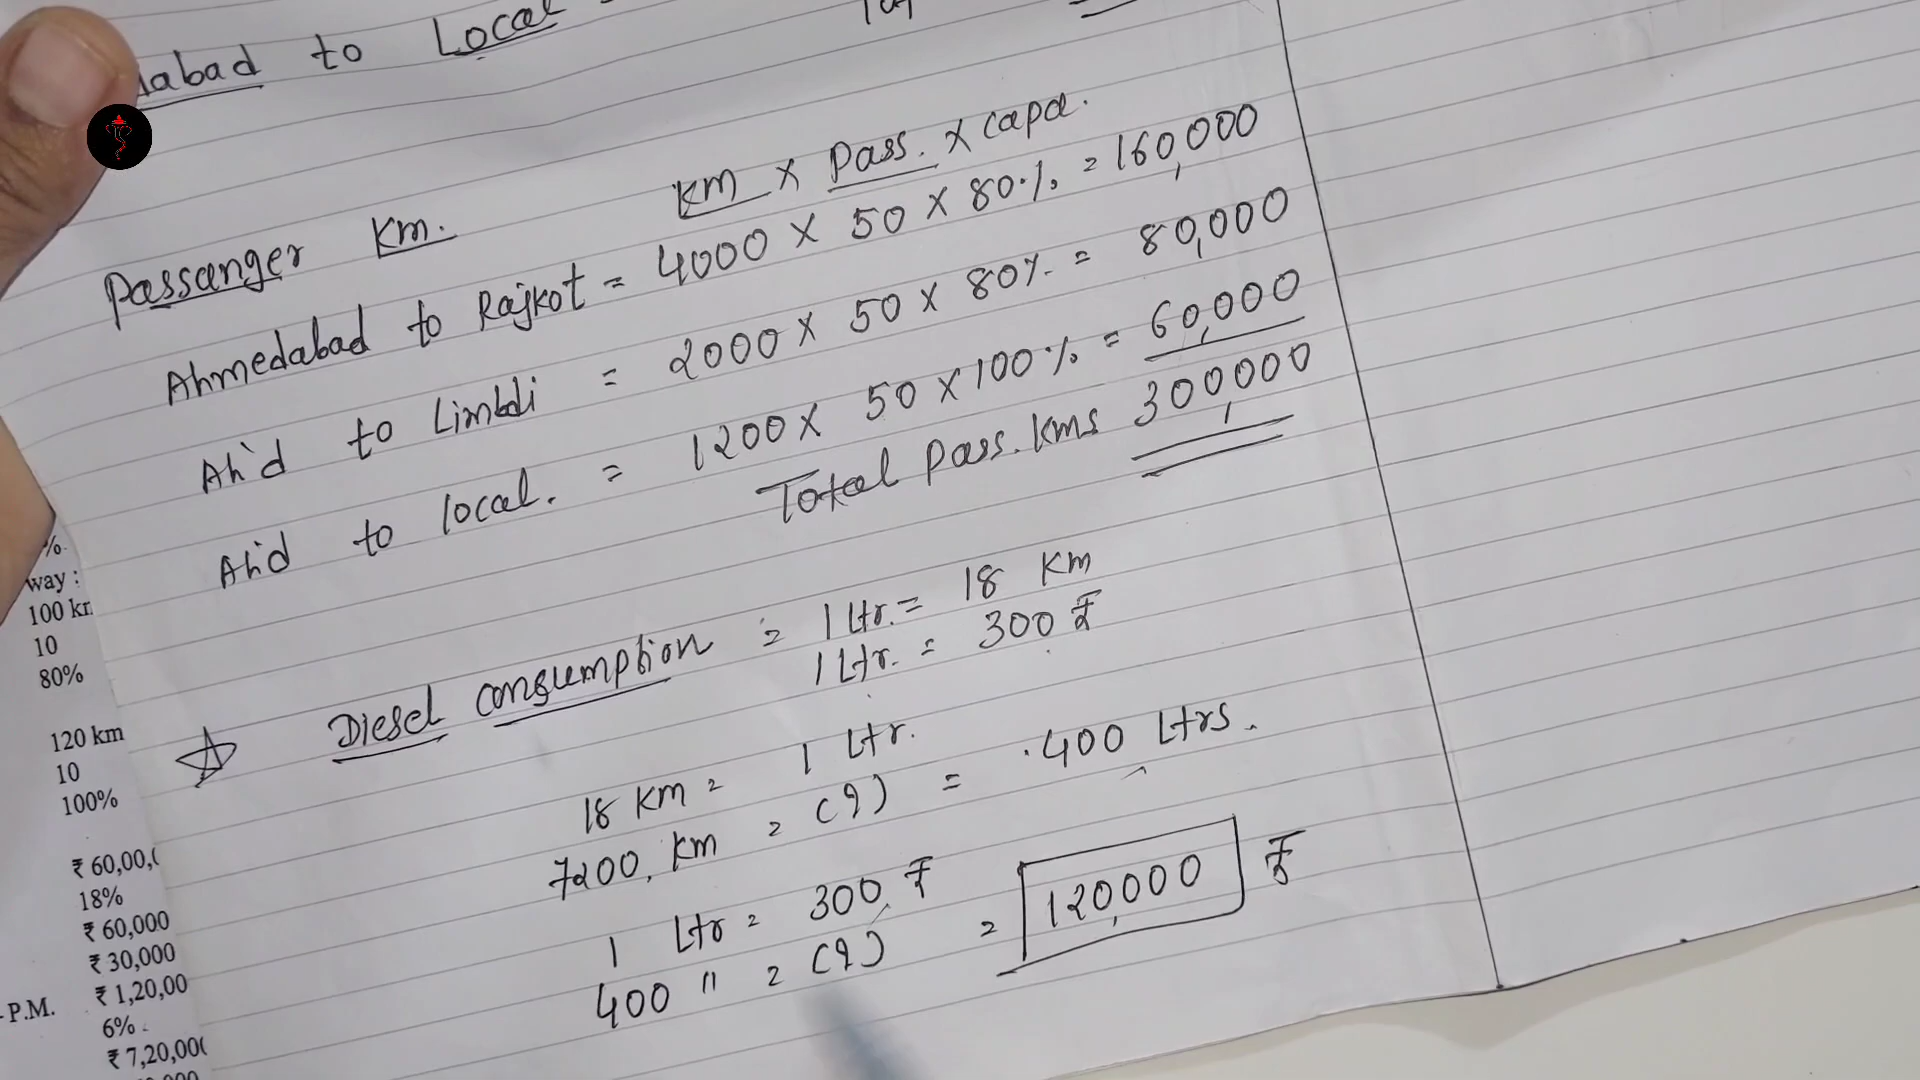 abad to Local
Passanger Km. Km × Pass. × Capa.
Ahmedabad to Rajkot = 4000 × 50 × 80% = 160,000
Ah'd to Limbdi = 2000 × 50 × 80% = 80,000
Ah'd to local. = 1200 × 50 × 100% = 60,000
Total Pass. Kms 300,000
Diesel Consumption = 1 Ltr. = 18 Km
1 Ltr. = 300 ₹
18 Km = 1 Ltr.
7200 Km = (?) = 400 Ltrs.
1 Ltr = 300 ₹
400 " = (?) = 120,000 ₹
%
way :
100 k
10
80%
120 km
10
100%
₹ 60,00,
18%
₹ 60,000
₹ 30,000
-P.M. ₹ 1,20,00
6%
₹ 7,20,00